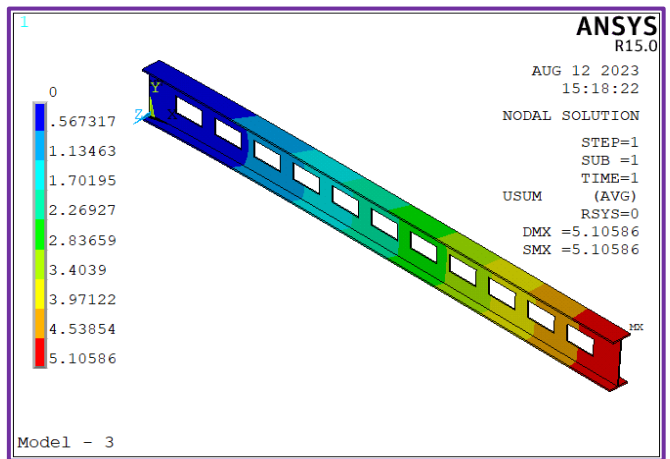 1
ANSYS
R15.0
AUG 12 2023
15:18:22
NODAL SOLUTION
STEP=1
SUB =1
TIME=1
USUM (AVG)
RSYS=0
DMX =5.10586
SMX =5.10586
0
.567317
1.13463
1.70195
2.26927
2.83659
3.4039
3.97122
4.53854
5.10586
Y
Z X
MX
Model - 3